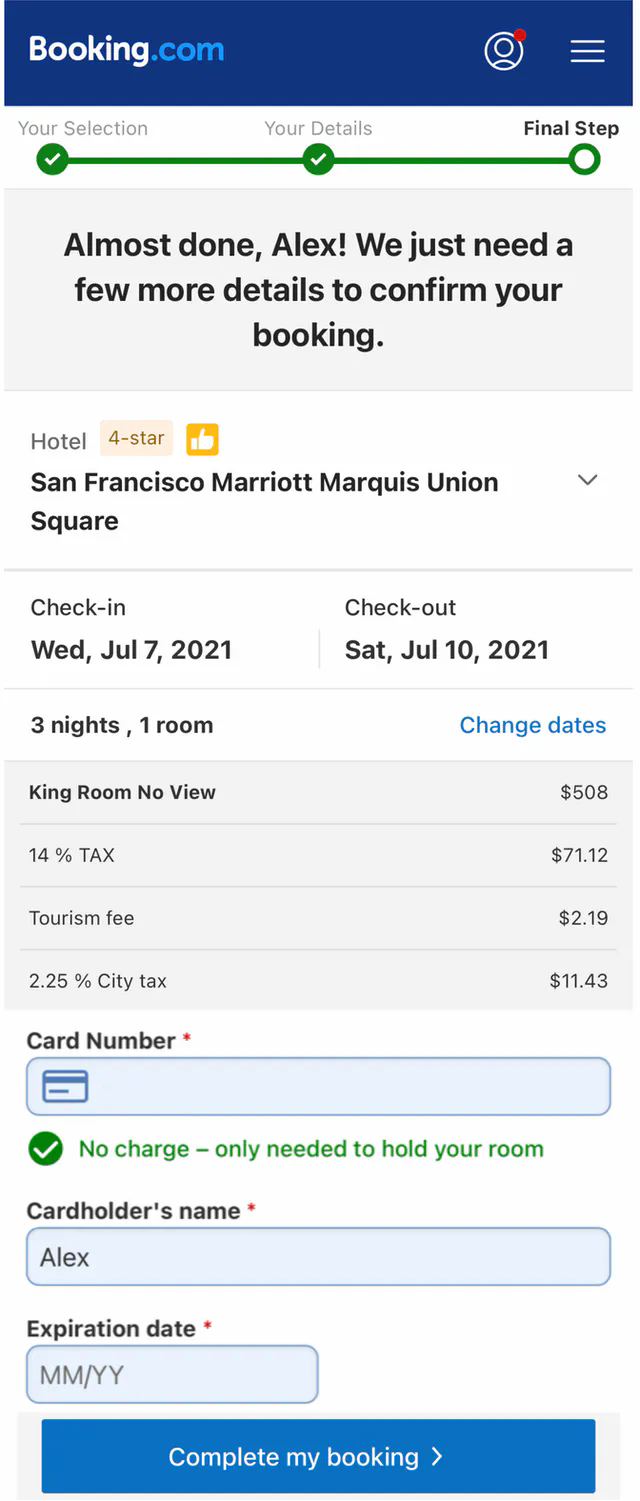 Booking.com
Your Selection Your Details Final Step
Almost done, Alex! We just need a
few more details to confirm your
booking.
Hotel 4-star
San Francisco Marriott Marquis Union
Square
Check-in Check-out
Wed, Jul 7, 2021 Sat, Jul 10, 2021
3 nights , 1 room Change dates
King Room No View $508
14 % TAX $71.12
Tourism fee $2.19
2.25 % City tax $11.43
Card Number *
No charge – only needed to hold your room
Cardholder's name *
Alex
Expiration date *
MM/YY
Complete my booking